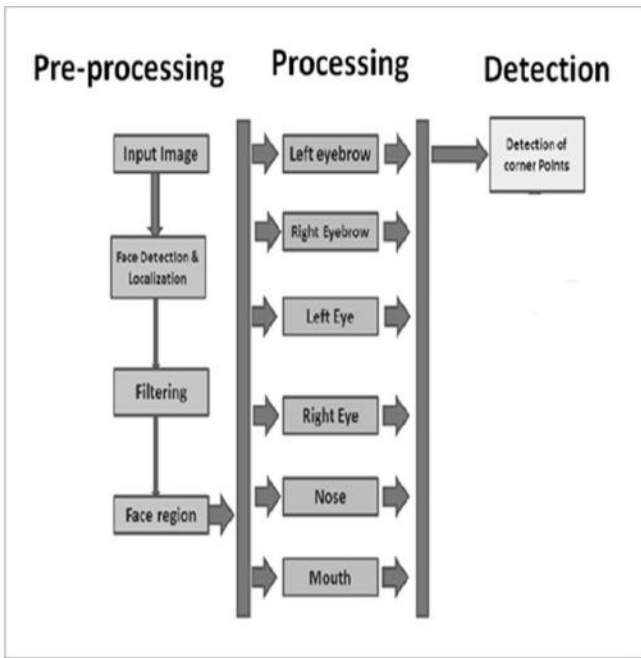 Pre-processing
Processing
Detection
Input Image
Face Detection &
Localization
Filtering
Face region
Left eyebrow
Right Eyebrow
Left Eye
Right Eye
Nose
Mouth
Detection of
corner Points